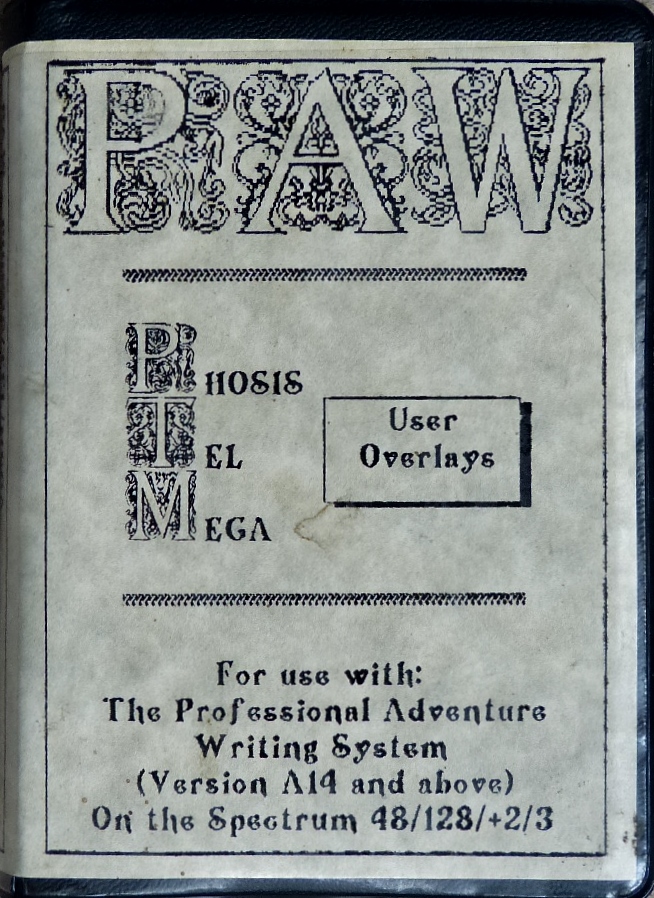 PAW
PHOSIS
TEL
MEGA
User
Overlays
For use with:
The Professional Adventure
Writing System
(Version A14 and above)
On the Spectrum 48/128/+2/3